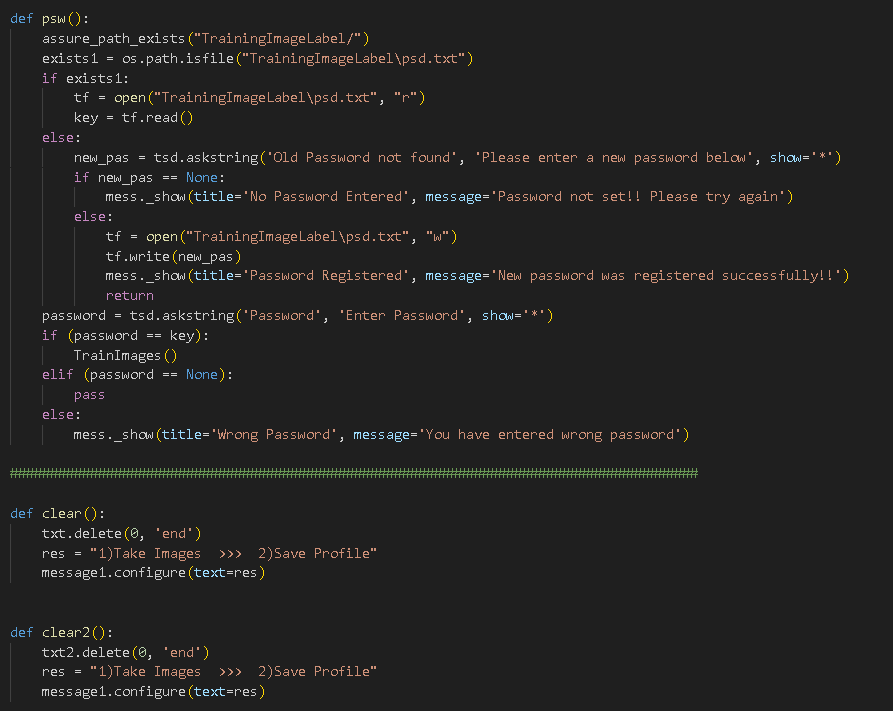 def psw():
    assure_path_exists("TrainingImageLabel/")
    exists1 = os.path.isfile("TrainingImageLabel\psd.txt")
    if exists1:
        tf = open("TrainingImageLabel\psd.txt", "r")
        key = tf.read()
    else:
        new_pas = tsd.askstring('Old Password not found', 'Please enter a new password below', show='*')
        if new_pas == None:
            mess._show(title='No Password Entered', message='Password not set!! Please try again')
        else:
            tf = open("TrainingImageLabel\psd.txt", "w")
            tf.write(new_pas)
            mess._show(title='Password Registered', message='New password was registered successfully!!')
            return
    password = tsd.askstring('Password', 'Enter Password', show='*')
    if (password == key):
        TrainImages()
    elif (password == None):
        pass
    else:
        mess._show(title='Wrong Password', message='You have entered wrong password')
######################################################################################
def clear():
    txt.delete(0, 'end')
    res = "1)Take Images  >>>  2)Save Profile"
    message1.configure(text=res)
def clear2():
    txt2.delete(0, 'end')
    res = "1)Take Images  >>>  2)Save Profile"
    message1.configure(text=res)